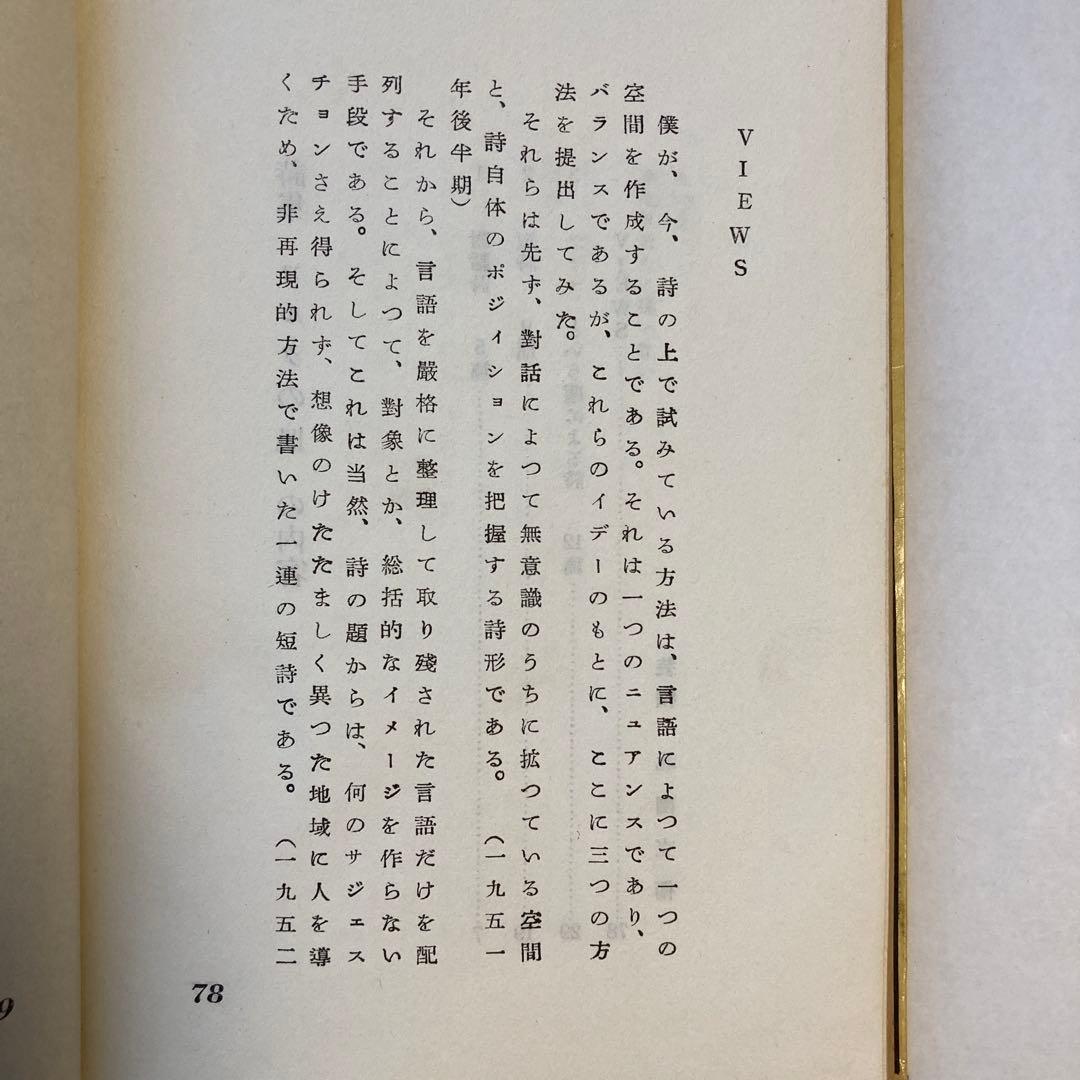 VIEWS
僕が、今、詩の上で試みている方法は、言語によつて一つの
空間を作成することである。それは一つのニュアンスであり、
バランスであるが、これらのイデーのもとに、ここに三つの方
法を提出してみた。
それらは先ず、對話によつて無意識のうちに拡つている空間
と、詩自体のポジィションを把握する詩形である。（一九五一
年後半期）
それから、言語を嚴格に整理して取り残された言語だけを配
列することによつて、對象とか、総括的なイメージを作らない
手段である。そしてこれは当然、詩の題からは、何のサジェス
チョンさえ得られず、想像のけたたましく異つた地域に人を導
くため、非再現的方法で書いた一連の短詩である。（一九五二
78
9